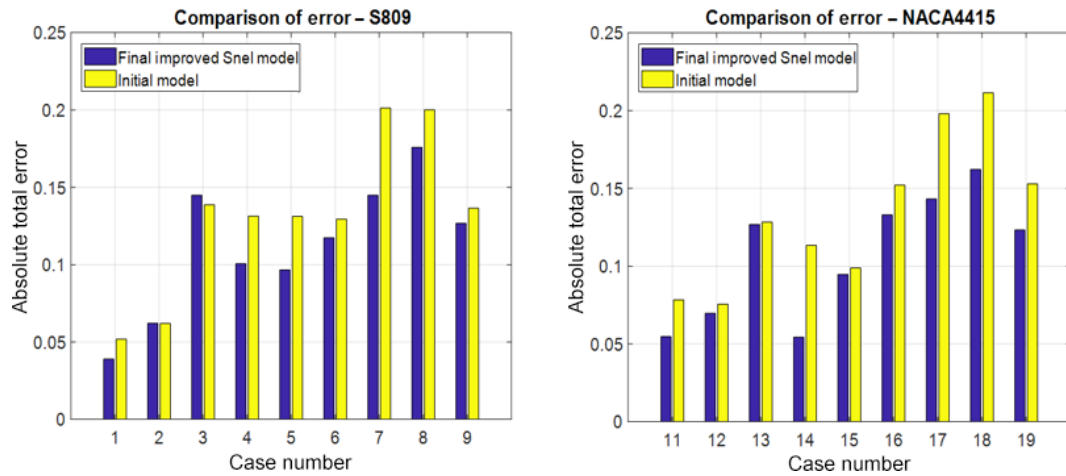 Comparison of error – S809
0.25
0.2
0.15
0.1
0.05
0
Absolute total error
Final improved Snel model
Initial model
1 2 3 4 5 6 7 8 9
Case number
Comparison of error – NACA4415
0.25
0.2
0.15
0.1
0.05
0
Absolute total error
Final improved Snel model
Initial model
11 12 13 14 15 16 17 18 19
Case number